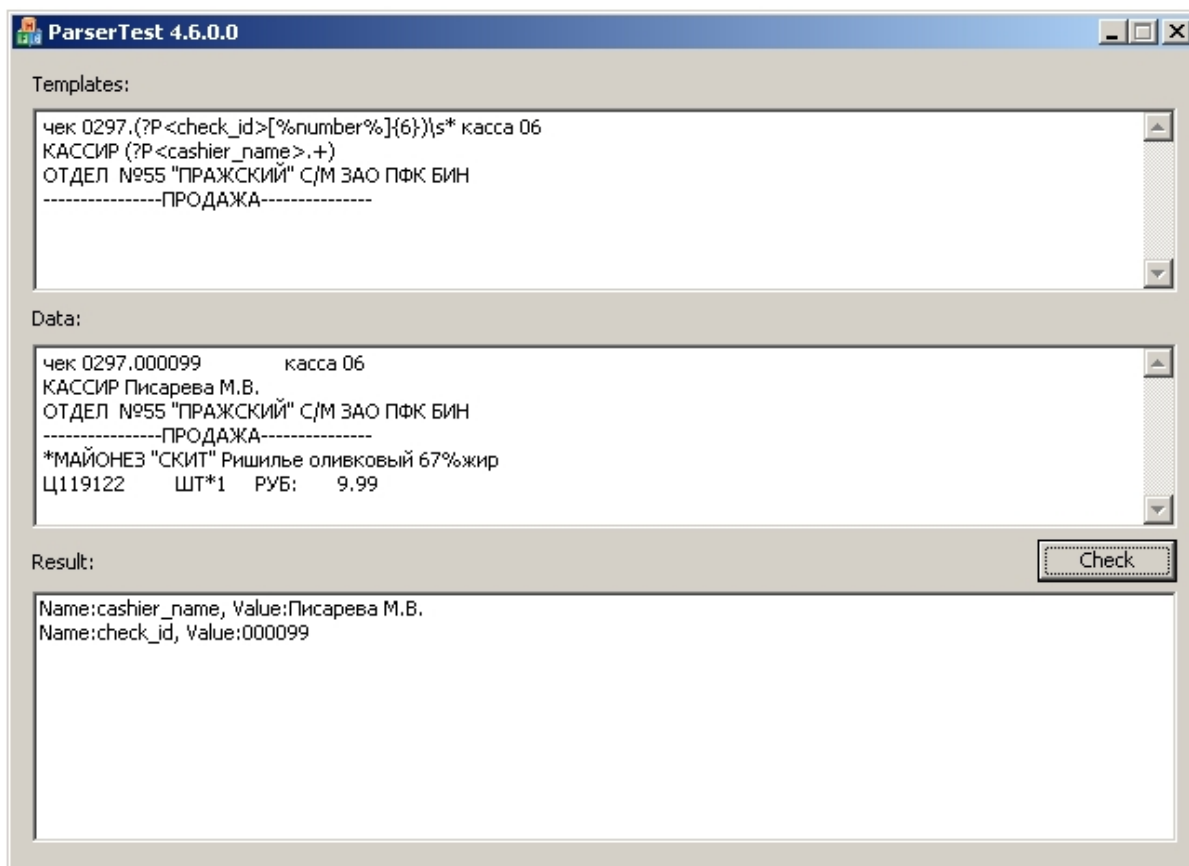 ParserTest 4.6.0.0
Templates:
чек 0297.(?P<check_id>[%number%]{6})\s* касса 06
КАССИР (?P<cashier_name>.+)
ОТДЕЛ  №55 "ПРАЖСКИЙ" С/М ЗАО ПФК БИН
----------------ПРОДАЖА---------------
Data:
чек 0297.000099            касса 06
КАССИР Писарева М.В.
ОТДЕЛ  №55 "ПРАЖСКИЙ" С/М ЗАО ПФК БИН
----------------ПРОДАЖА---------------
*МАЙОНЕЗ "СКИТ" Ришилье оливковый 67%жир
Ц119122       ШТ*1    РУБ:      9.99
Result:
Check
Name:cashier_name, Value:Писарева М.В.
Name:check_id, Value:000099